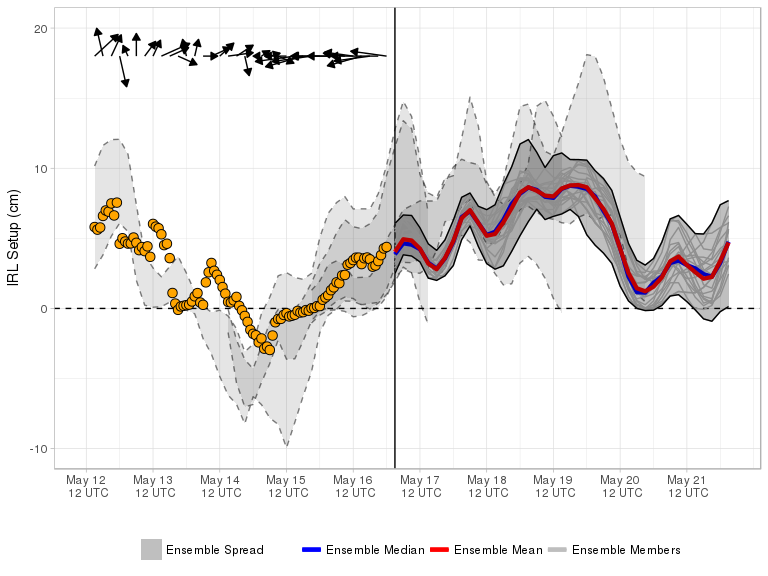 20
10
0
-10
IRL Setup (cm)
May 12 May 13 May 14 May 15 May 16 May 17 May 18 May 19 May 20 May 21
12 UTC 12 UTC 12 UTC 12 UTC 12 UTC 12 UTC 12 UTC 12 UTC 12 UTC 12 UTC
Ensemble Spread Ensemble Median Ensemble Mean Ensemble Members